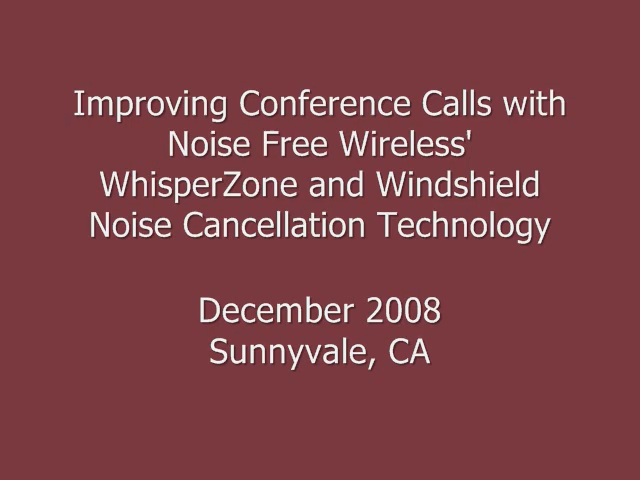 Improving Conference Calls with
Noise Free Wireless'
WhisperZone and Windshield
Noise Cancellation Technology
December 2008
Sunnyvale, CA